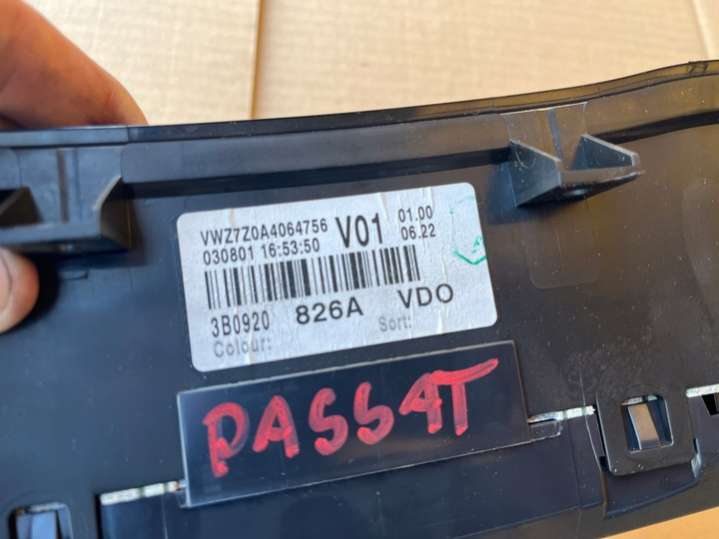 VWZ7Z0A4064756 V01 01.00
030801 16:53:50 06.22
3B0920 826A VDO
Colour: Sort:
PASSAT